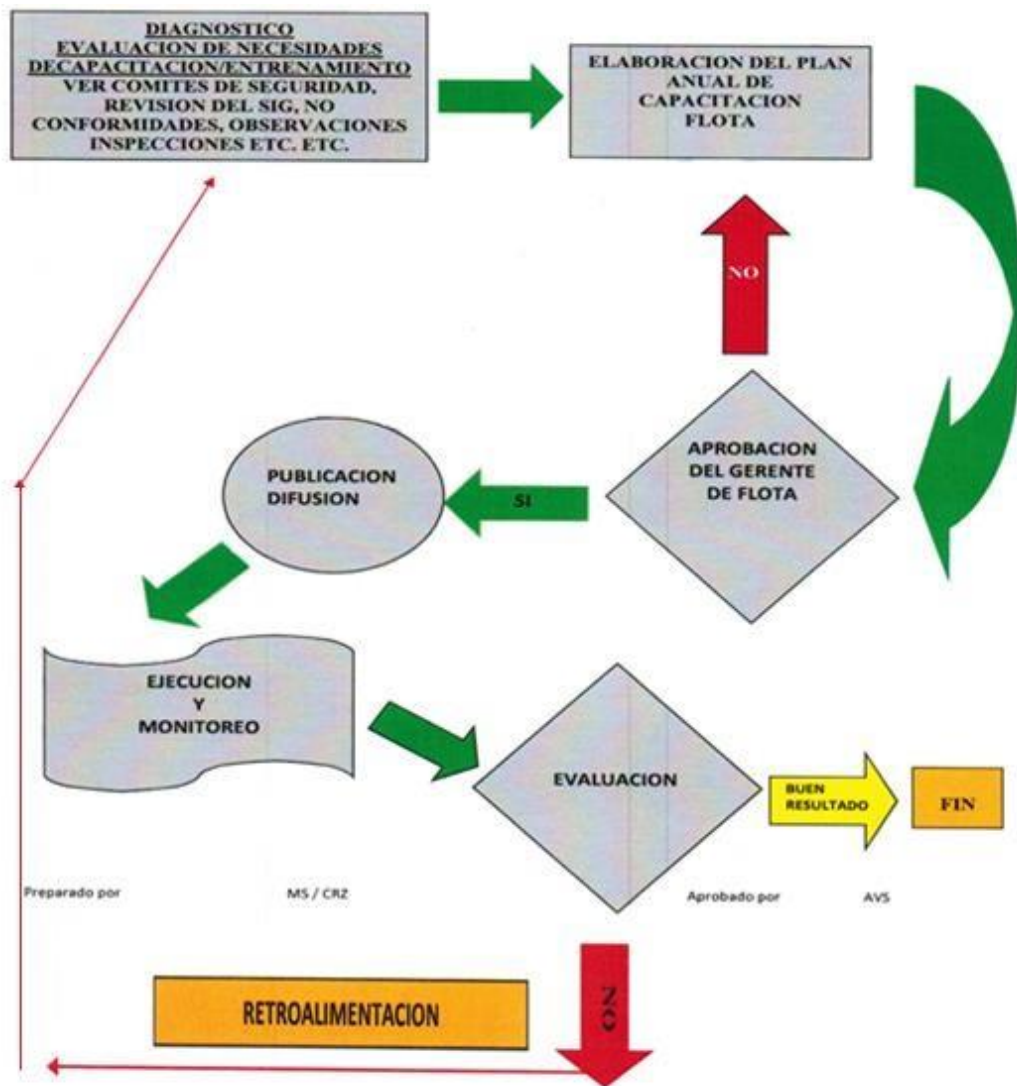 DIAGNOSTICO
EVALUACION DE NECESIDADES
DECAPACITACION/ENTRENAMIENTO
VER COMITES DE SEGURIDAD,
REVISION DEL SIG, NO
CONFORMIDADES, OBSERVACIONES
INSPECCIONES ETC. ETC.
ELABORACION DEL PLAN
ANUAL DE
CAPACITACION
FLOTA
NO
APROBACION
DEL GERENTE
DE FLOTA
SI
PUBLICACION
DIFUSION
EJECUCION
Y
MONITOREO
EVALUACION
BUEN
RESULTADO
FIN
Preparado por
MS / CRZ
Aprobado por
AVS
NO
RETROALIMENTACION